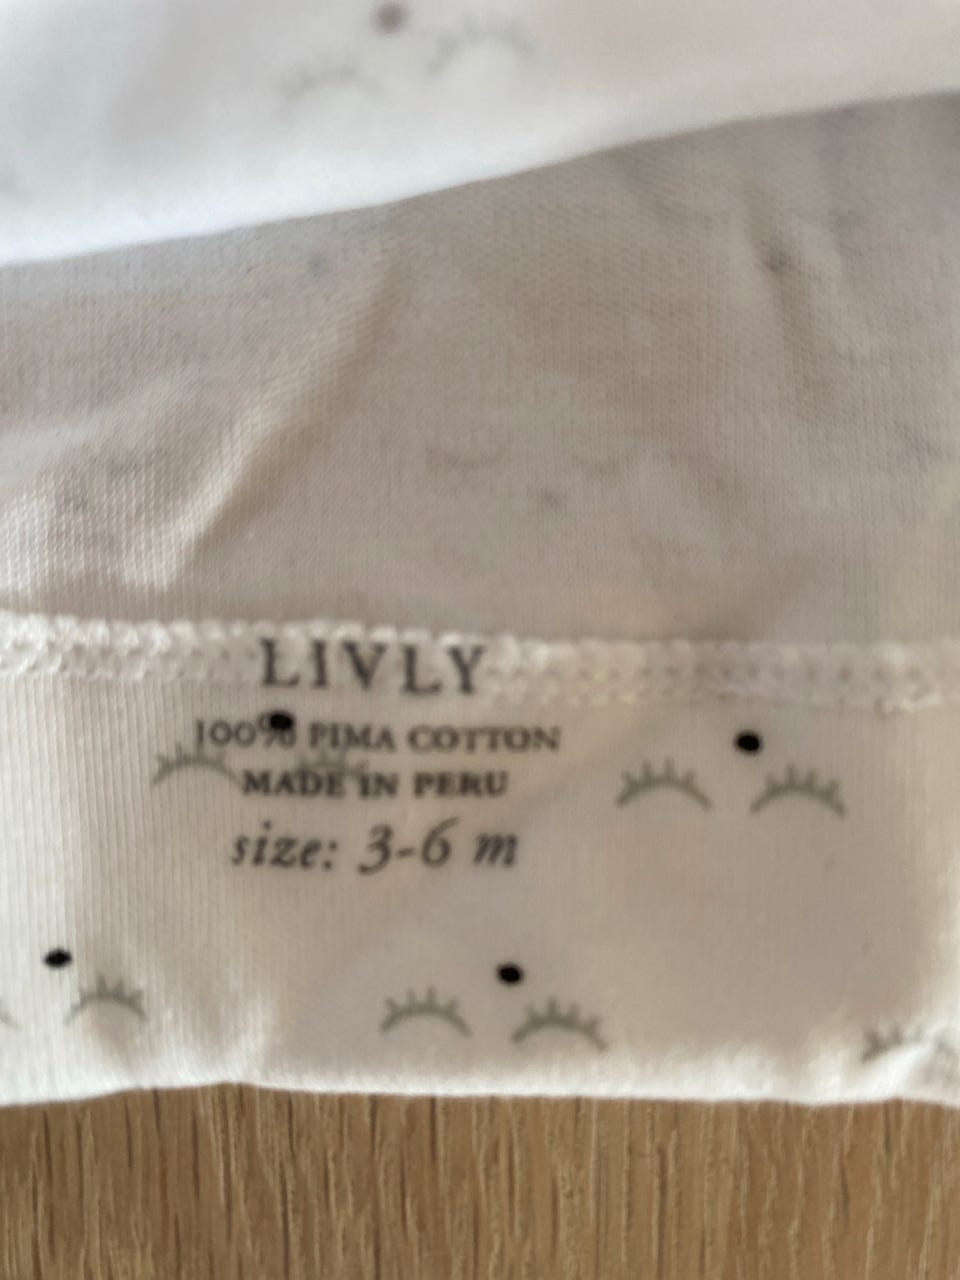 LIVLY
100% PIMA COTTON
MADE IN PERU
size: 3-6 m